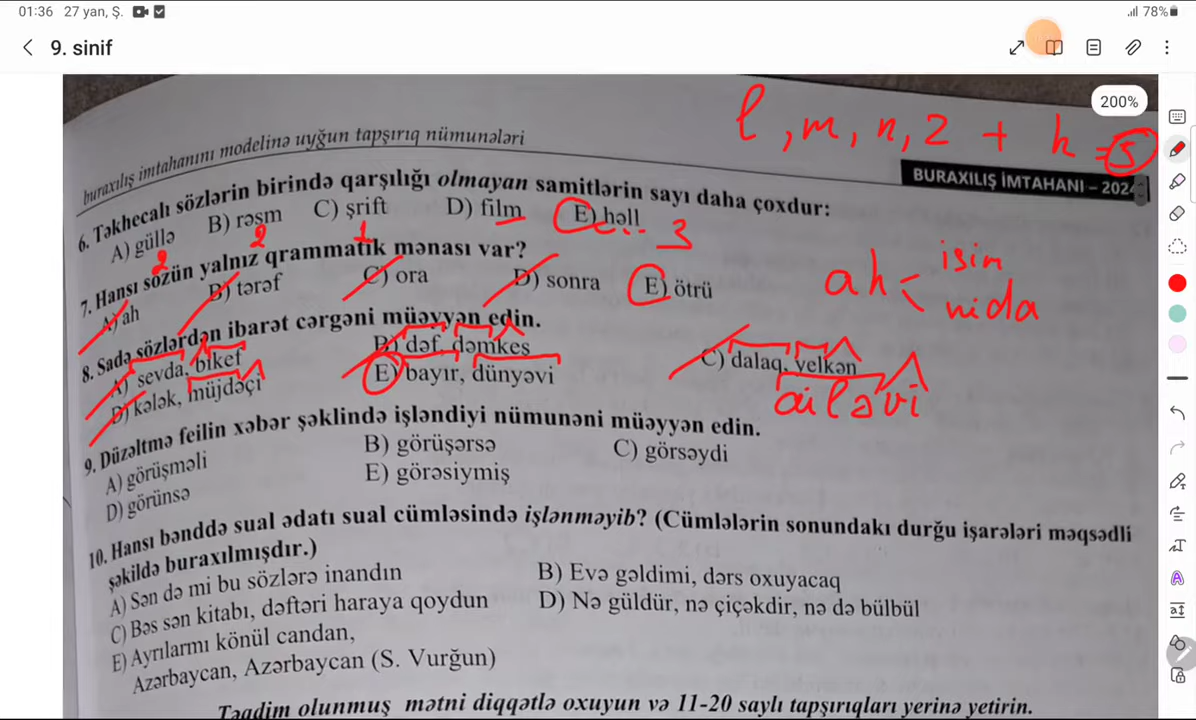 01:36 27 yan, Ş. 78%
9. sinif
200%
l, m, n, 2 + h = 5
buraxılış imtahanını modelinə uyğun tapşırıq nümunələri
BURAXILIŞ İMTAHANI – 202
6. Təkhecalı sözlərin birində qarşılığı olmayan samitlərin sayı daha çoxdur:
A) güllə B) rəsm C) şrift D) film E) həll
2 2 1 3
7. Hansı sözün yalnız qrammatik mənası var?
A) ah B) tərəf C) ora D) sonra E) ötrü
ah < isim
nida
8. Sadə sözlərdən ibarət cərgəni müəyyən edin.
A) sevda, biket B) dəf, dəmkeş C) dalaq, yelkən
D) kələk, müjdəçi E) bayır, dünyəvi
ailəvi
9. Düzəltmə feilin xəbər şəklində işləndiyi nümunəni müəyyən edin.
A) görüşməli B) görüşərsə C) görsəydi
D) görünsə E) görəsiymiş
10. Hansı bənddə sual ədatı sual cümləsində işlənməyib? (Cümlələrin sonundakı durğu işarələri məqsədli
şəkildə buraxılmışdır.)
A) Sən də mi bu sözlərə inandın B) Evə gəldimi, dərs oxuyacaq
C) Bəs sən kitabı, dəftəri haraya qoydun D) Nə güldür, nə çiçəkdir, nə də bülbül
E) Ayrılarmı könül candan,
Azərbaycan, Azərbaycan (S. Vurğun)
Təqdim olunmuş mətni diqqətlə oxuyun və 11-20 saylı tapşırıqları yerinə yetirin.